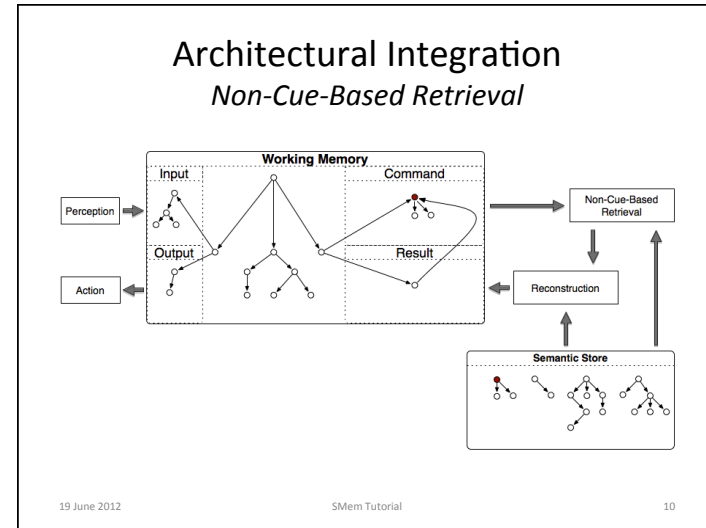 Architectural Integration
Non-Cue-Based Retrieval
Working Memory
Input
Command
Perception
Non-Cue-Based
Retrieval
Output
Result
Action
Reconstruction
Semantic Store
19 June 2012
SMem Tutorial
10